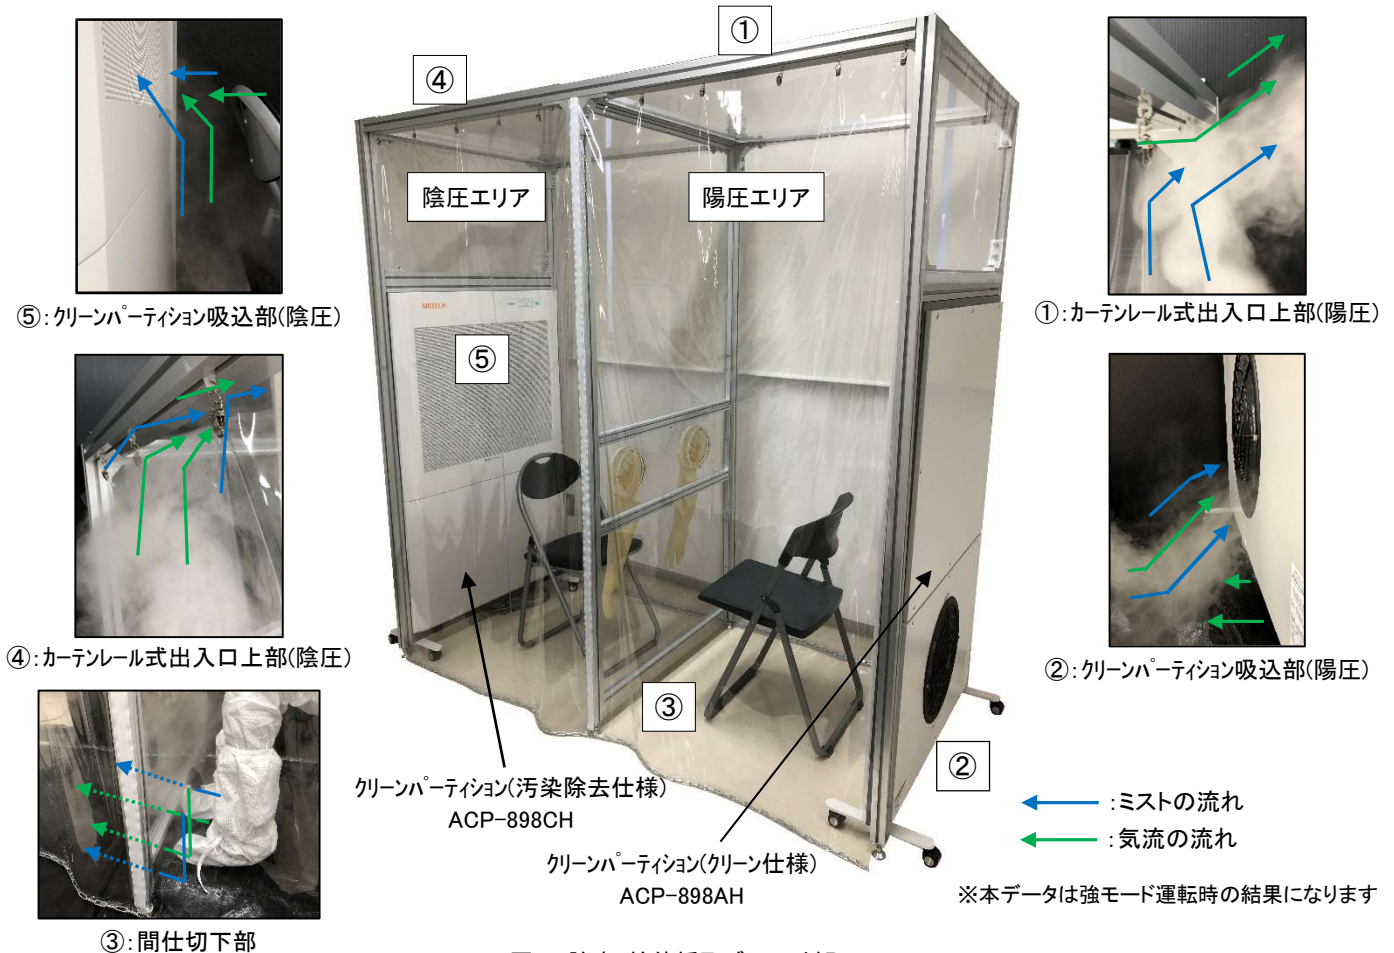 ①
④
陰圧エリア
陽圧エリア
AIRTECH
⑤
③
②
⑤:クリーンパーティション吸込部(陰圧)
①:カーテンレール式出入口上部(陽圧)
④:カーテンレール式出入口上部(陰圧)
②:クリーンパーティション吸込部(陽圧)
クリーンパーティション(汚染除去仕様)
ACP-898CH
クリーンパーティション(クリーン仕様)
ACP-898AH
:ミストの流れ
:気流の流れ
※本データは強モード運転時の結果になります
③:間仕切下部